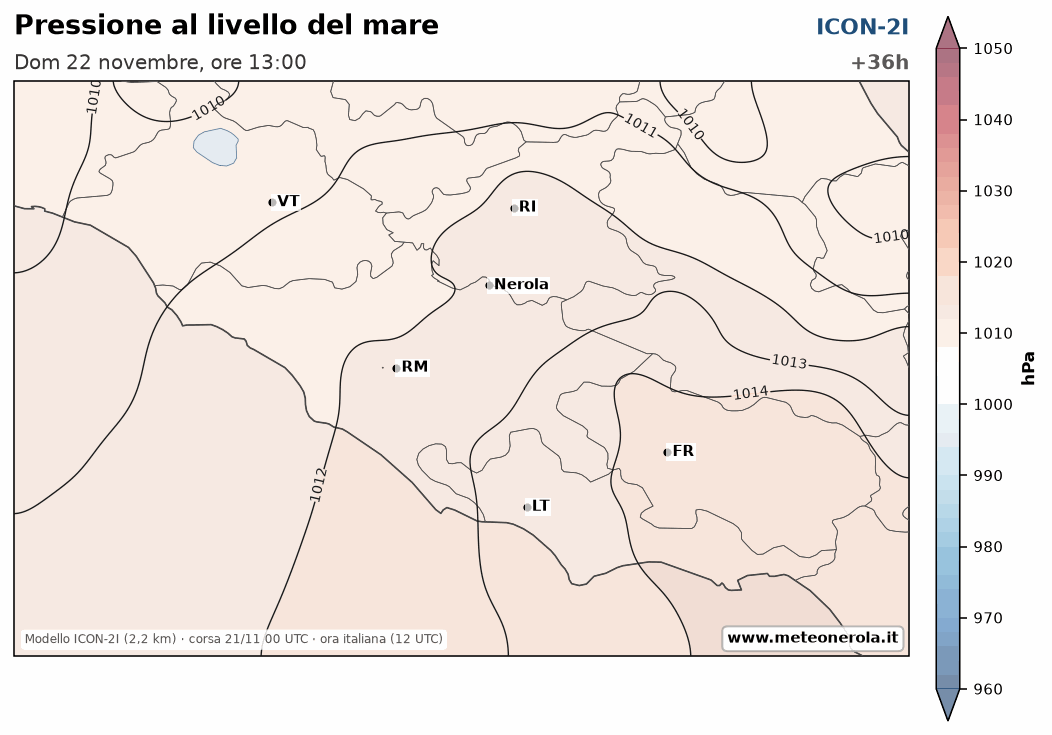 Pressione al livello del mare
ICON-2I
Dom 22 novembre, ore 13:00
+36h
1010
1010
1011
1010
VT
RI
1010
Nerola
RM
1013
1014
FR
1012
LT
Modello ICON-2I (2,2 km) · corsa 21/11 00 UTC · ora italiana (12 UTC)
www.meteonerola.it
1050
1040
1030
1020
1010
1000
990
980
970
960
hPa